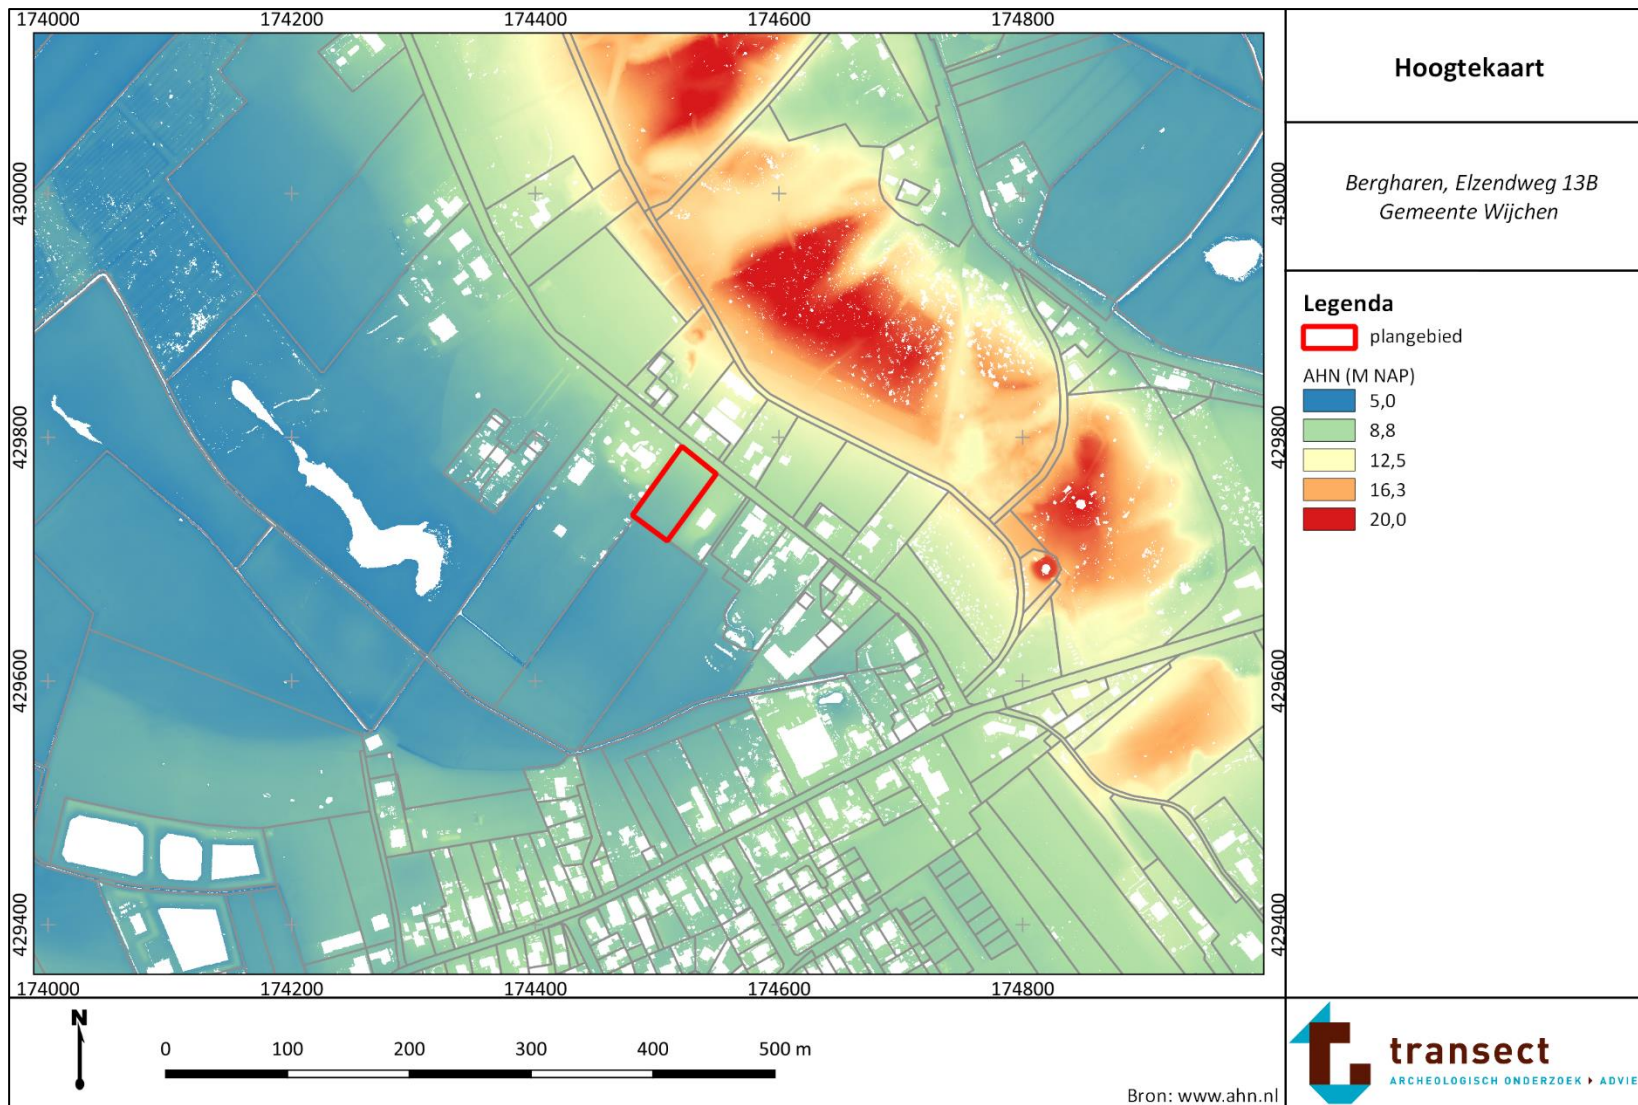 174000 174200 174400 174600 174800
430000
429800
429600
429400
430000
429800
429600
429400
174000 174200 174400 174600 174800
N
0 100 200 300 400 500 m
Bron: www.ahn.nl
Hoogtekaart
Bergharen, Elzendweg 13B
Gemeente Wijchen
Legenda
plangebied
AHN (M NAP)
5,0
8,8
12,5
16,3
20,0
transect
ARCHEOLOGISCH ONDERZOEK ▸ ADVIE